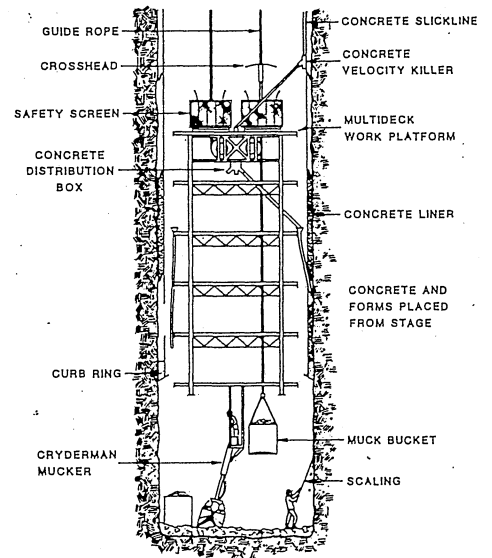 GUIDE ROPE
CROSSHEAD
SAFETY SCREEN
CONCRETE
DISTRIBUTION
BOX
CURB RING
CRYDERMAN
MUCKER
CONCRETE SLICKLINE
CONCRETE
VELOCITY KILLER
MULTIDECK
WORK PLATFORM
CONCRETE LINER
CONCRETE AND
FORMS PLACED
FROM STAGE
MUCK BUCKET
SCALING